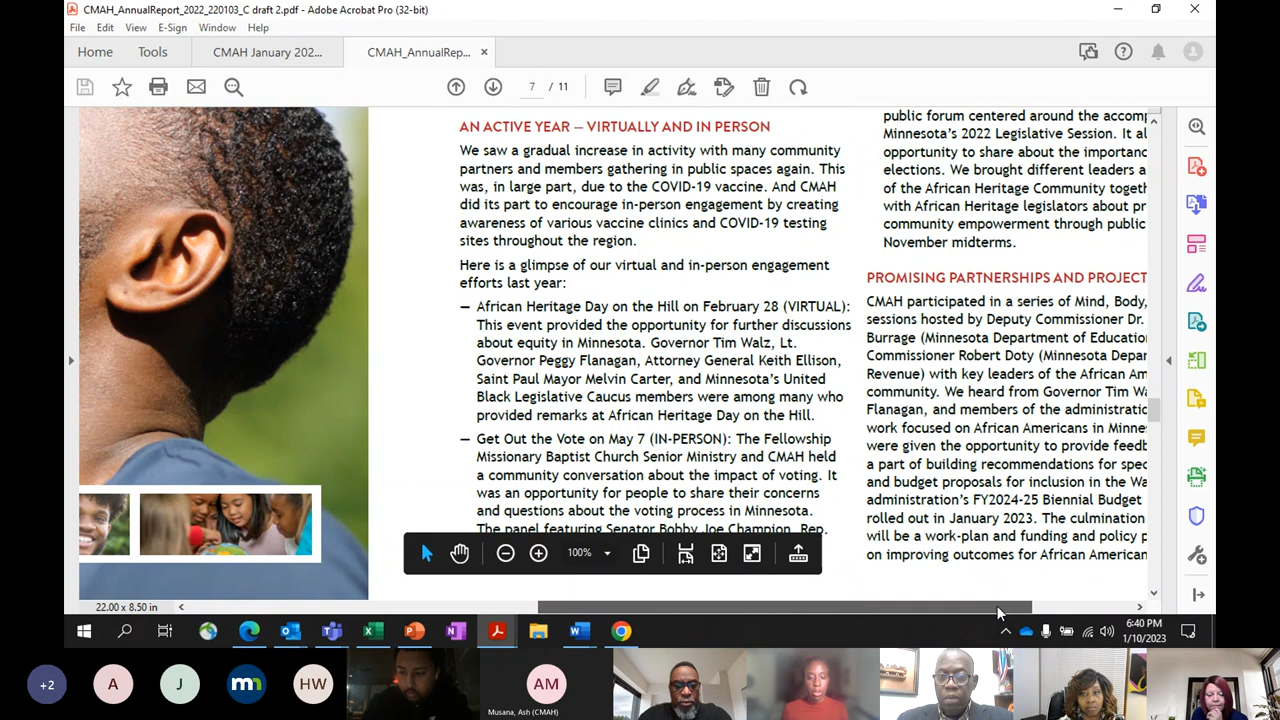 CMAH_AnnualReport_2022_220103_C draft 2.pdf - Adobe Acrobat Pro (32-bit)
File Edit View E-Sign Window Help
Home Tools CMAH January 202... CMAH_AnnualRep... ×
7 / 11
AN ACTIVE YEAR — VIRTUALLY AND IN PERSON
We saw a gradual increase in activity with many community
partners and members gathering in public spaces again. This
was, in large part, due to the COVID-19 vaccine. And CMAH
did its part to encourage in-person engagement by creating
awareness of various vaccine clinics and COVID-19 testing
sites throughout the region.
Here is a glimpse of our virtual and in-person engagement
efforts last year:
— African Heritage Day on the Hill on February 28 (VIRTUAL):
This event provided the opportunity for further discussions
about equity in Minnesota. Governor Tim Walz, Lt.
Governor Peggy Flanagan, Attorney General Keith Ellison,
Saint Paul Mayor Melvin Carter, and Minnesota's United
Black Legislative Caucus members were among many who
provided remarks at African Heritage Day on the Hill.
— Get Out the Vote on May 7 (IN-PERSON): The Fellowship
Missionary Baptist Church Senior Ministry and CMAH held
a community conversation about the impact of voting. It
was an opportunity for people to share their concerns
and questions about the voting process in Minnesota.
The panel featuring Senator Bobby Joe Champion, Rep.
public forum centered around the accomp
Minnesota's 2022 Legislative Session. It al
opportunity to share about the importanc
elections. We brought different leaders a
of the African Heritage Community togeth
with African Heritage legislators about pr
community empowerment through public
November midterms.
PROMISING PARTNERSHIPS AND PROJECT
CMAH participated in a series of Mind, Body,
sessions hosted by Deputy Commissioner Dr.
Burrage (Minnesota Department of Education
Commissioner Robert Doty (Minnesota Depar
Revenue) with key leaders of the African Am
community. We heard from Governor Tim Wa
Flanagan, and members of the administratio
work focused on African Americans in Minnes
were given the opportunity to provide feedb
a part of building recommendations for spec
and budget proposals for inclusion in the Wa
administration's FY2024-25 Biennial Budget
rolled out in January 2023. The culmination
will be a work-plan and funding and policy p
on improving outcomes for African American
100%
22.00 x 8.50 in
6:40 PM
1/10/2023
+2 A J mn HW AM
Musana, Ash (CMAH)